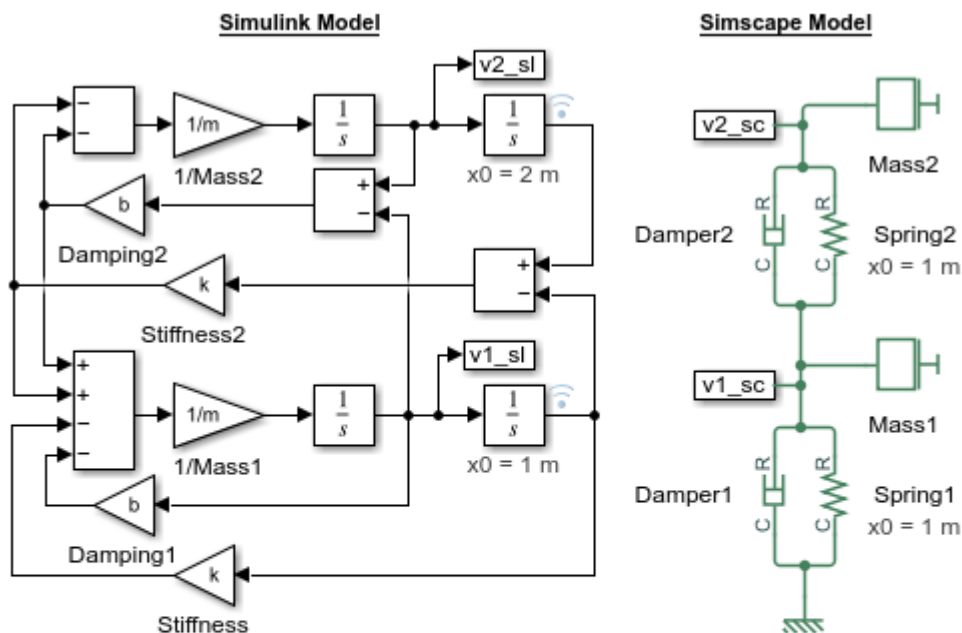 Simulink Model
Simscape Model
v2_sl
−
−
1/m
1
s
1
s
1/Mass2
x0 = 2 m
+
−
b
Damping2
+
−
k
Stiffness2
v1_sl
+
+
−
−
1/m
1
s
1
s
1/Mass1
x0 = 1 m
b
Damping1
k
Stiffness
v2_sc
Mass2
R
R
Damper2
Spring2
C
C
x0 = 1 m
v1_sc
Mass1
R
R
Damper1
Spring1
C
C
x0 = 1 m